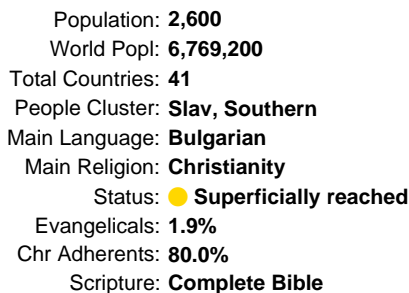 Population: 2,600
World Popl: 6,769,200
Total Countries: 41
People Cluster: Slav, Southern
Main Language: Bulgarian
Main Religion: Christianity
Status: Superficially reached
Evangelicals: 1.9%
Chr Adherents: 80.0%
Scripture: Complete Bible